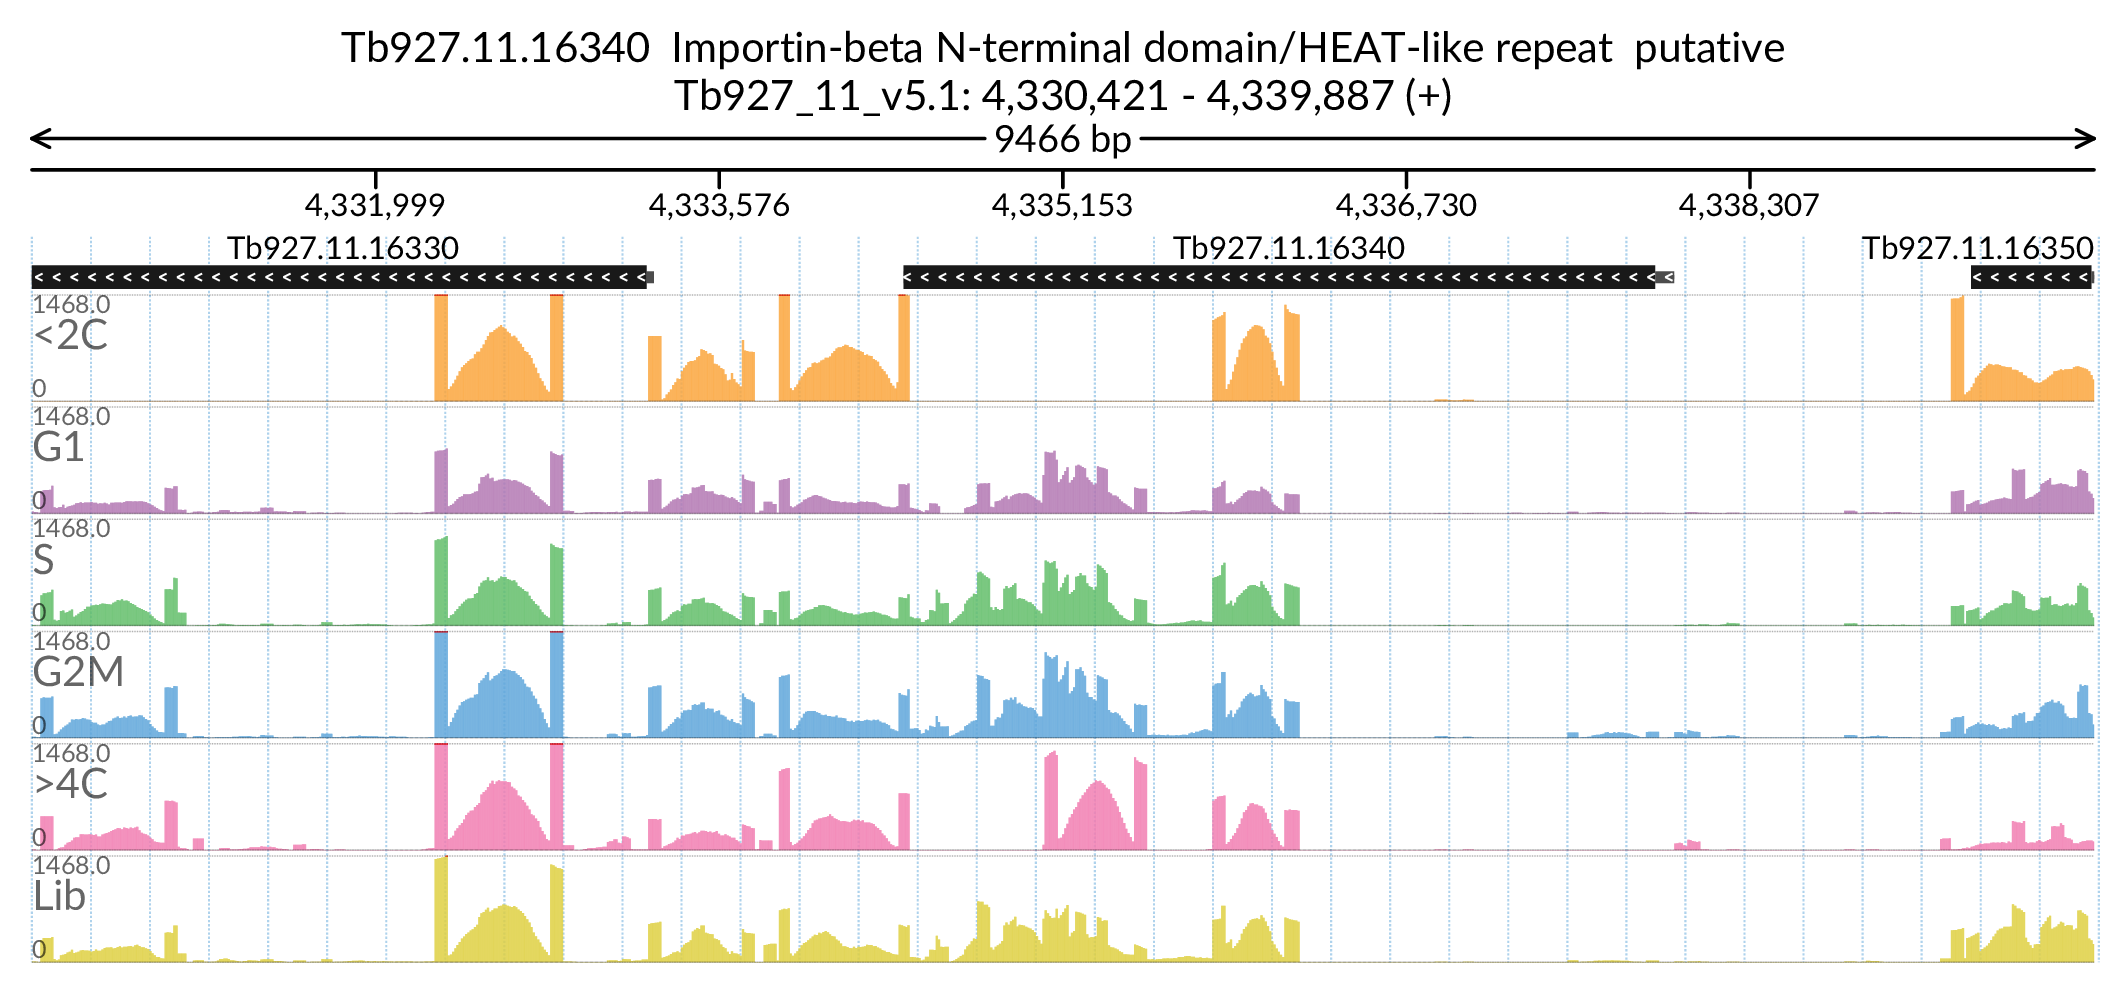 Tb927.11.16340  Importin-beta N-terminal domain/HEAT-like repeat  putative
Tb927_11_v5.1: 4,330,421 - 4,339,887 (+)
9466 bp
4,331,999 4,333,576 4,335,153 4,336,730 4,338,307
Tb927.11.16330 Tb927.11.16340 Tb927.11.16350
1468.0
<2C
0
1468.0
G1
0
1468.0
S
0
1468.0
G2M
0
1468.0
>4C
0
1468.0
Lib
0